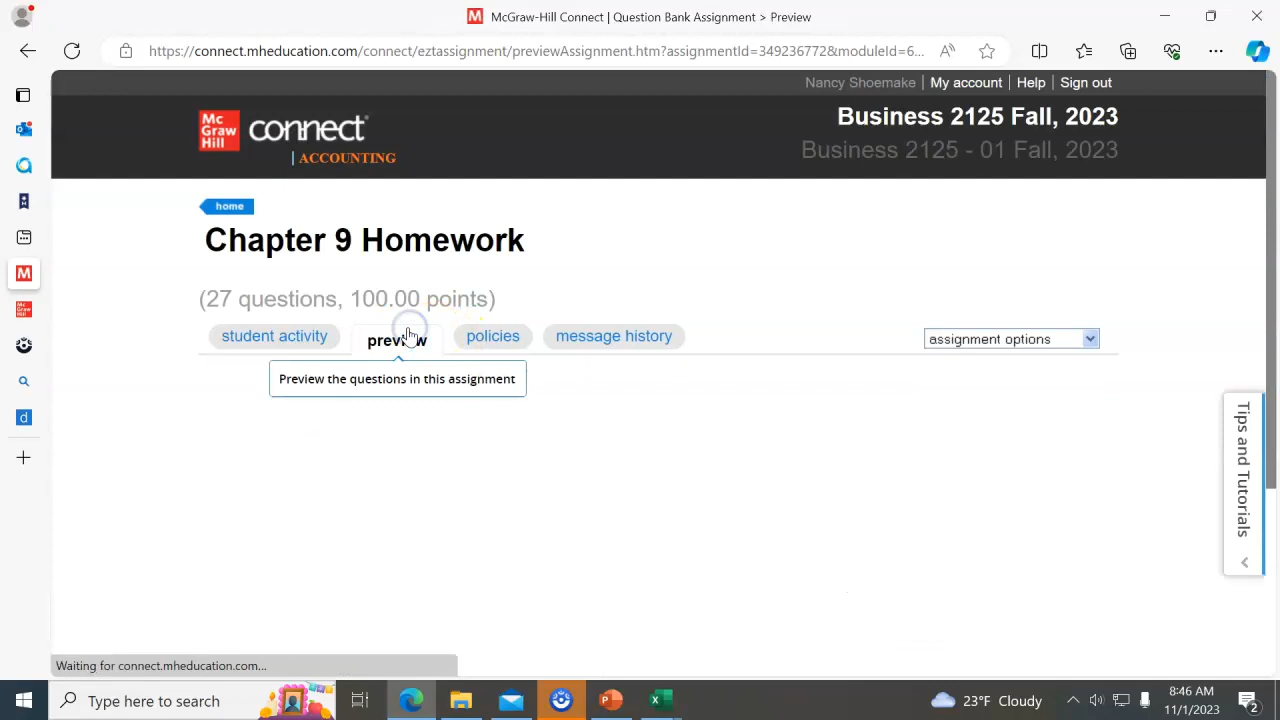 McGraw-Hill Connect | Question Bank Assignment > Preview
https://connect.mheducation.com/connect/eztassignment/previewAssignment.htm?assignmentId=349236772&moduleId=6...
Nancy Shoemake | My account | Help | Sign out
Mc
Graw
Hill
connect
| ACCOUNTING
Business 2125 Fall, 2023
Business 2125 - 01 Fall, 2023
home
Chapter 9 Homework
(27 questions, 100.00 points)
student activity
preview
policies
message history
assignment options
Preview the questions in this assignment
Tips and Tutorials
Waiting for connect.mheducation.com...
Type here to search
23°F Cloudy
8:46 AM
11/1/2023
2